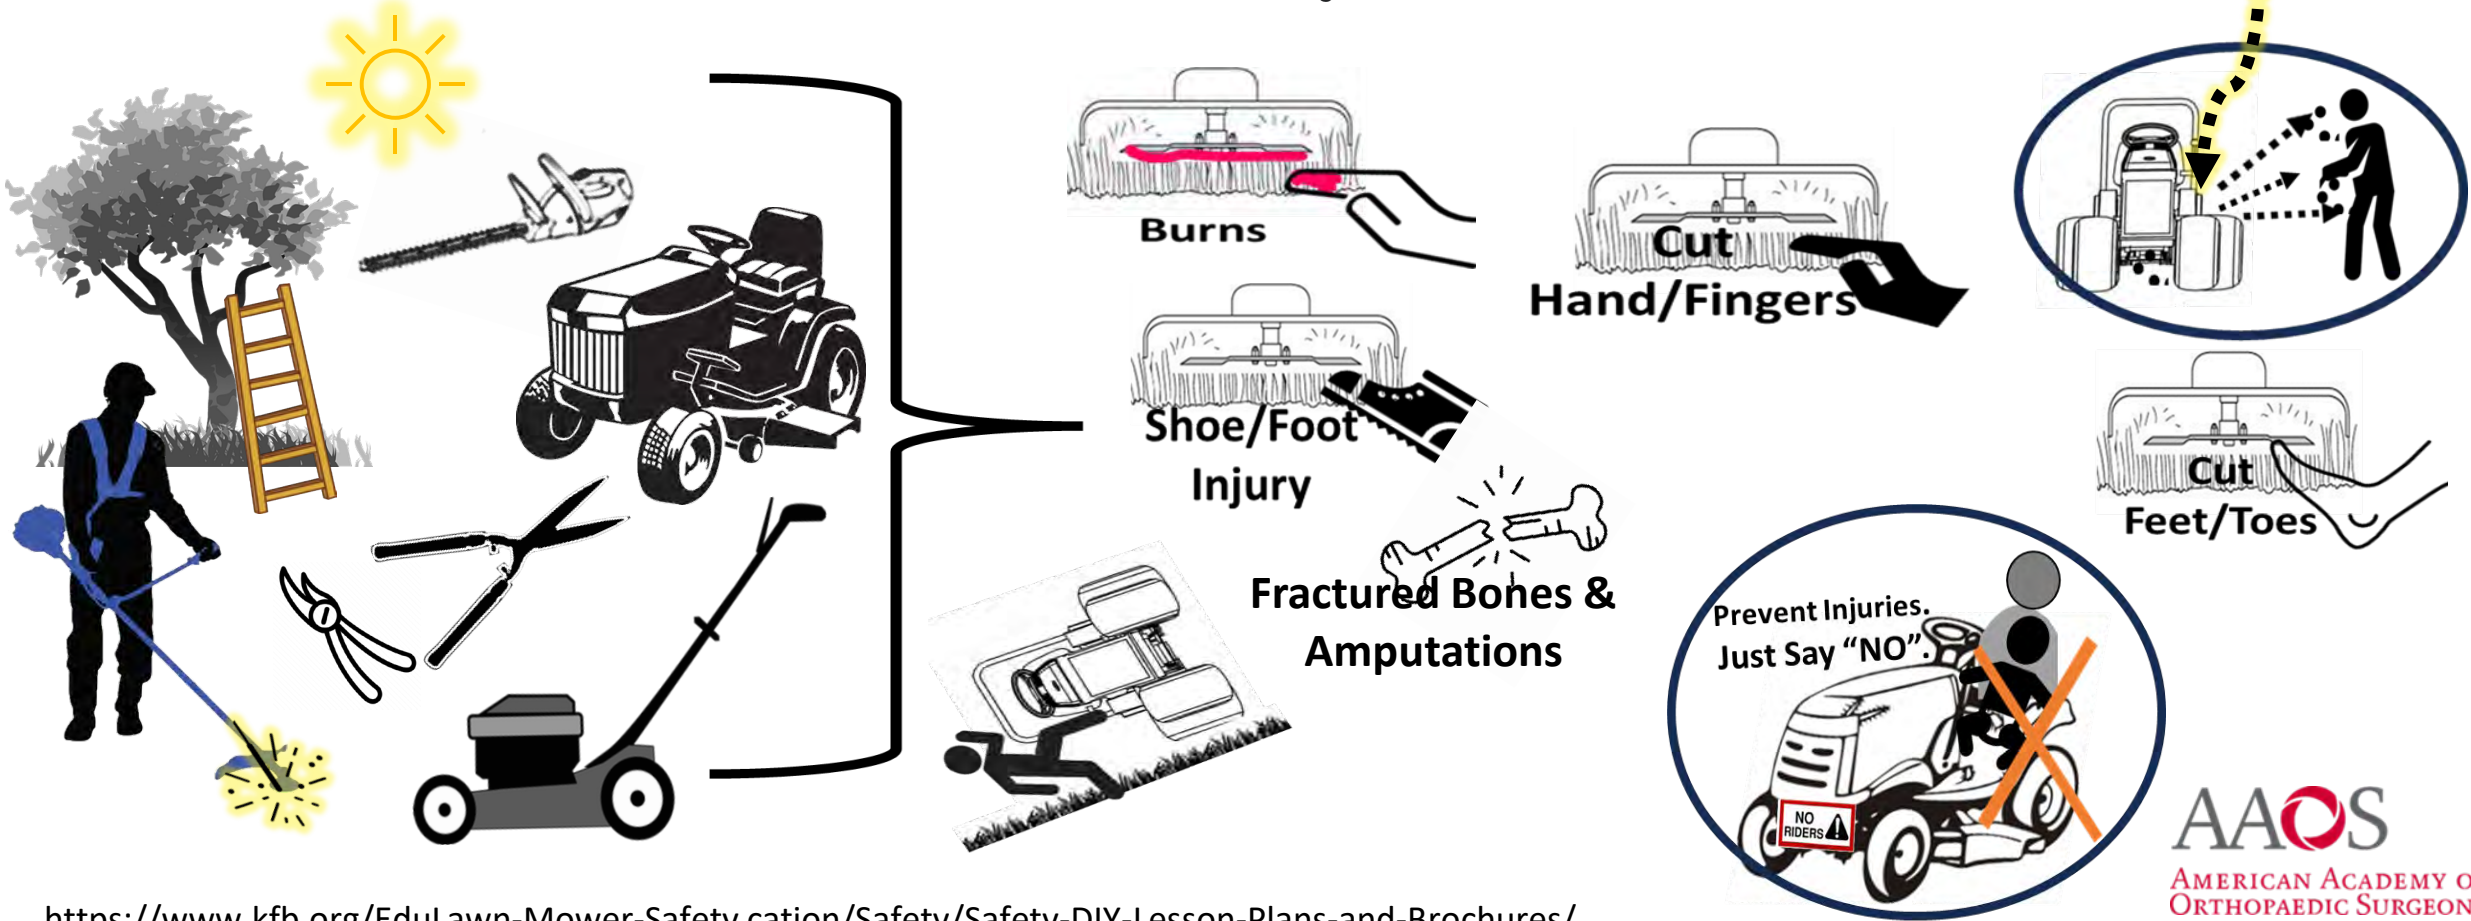 Burns
Cut
Hand/Fingers
Shoe/Foot
Injury
Cut
Feet/Toes
Fractured Bones &
Amputations
Prevent Injuries.
Just Say “NO”.
NO
RIDERS
AAOS
AMERICAN ACADEMY O
ORTHOPAEDIC SURGEON
https://www.kfb.org/EduLawn-Mower-Safety cation/Safety/Safety-DIY-Lesson-Plans-and-Brochures/